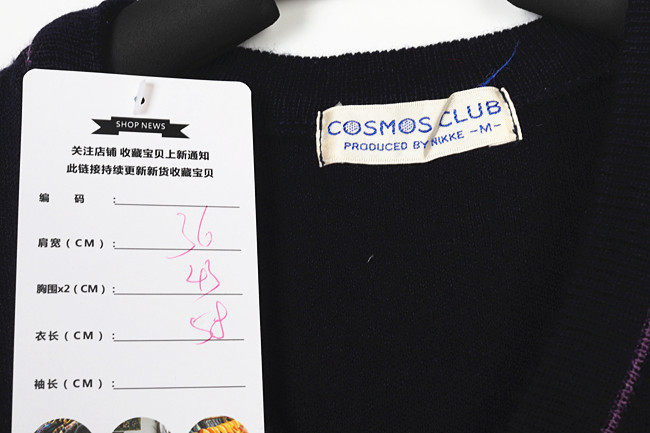 SHOP NEWS
关注店铺 收藏宝贝上新通知
此链接持续更新新货收藏宝贝
编 码：
肩宽（CM）：36
胸围x2（CM）：43
衣长（CM）：58
袖长（CM）：
COSMOS CLUB
PRODUCED BY NIKKE -M-